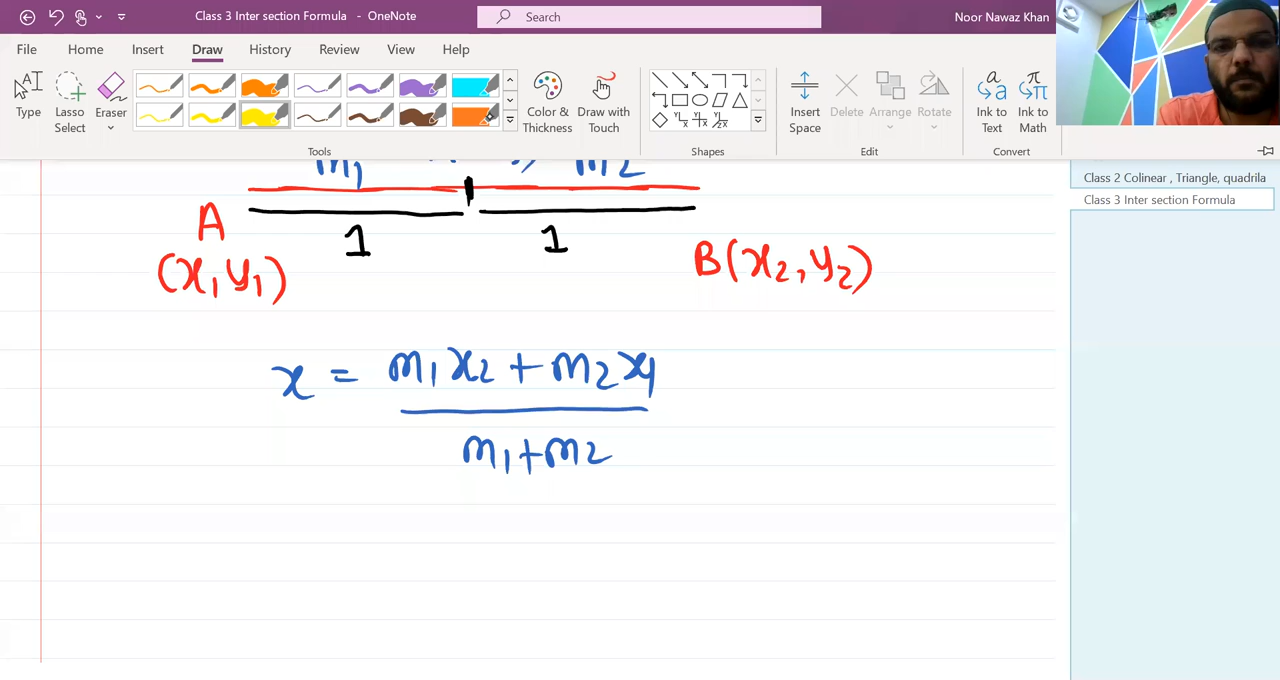 Class 3 Inter section Formula - OneNote
Search
Noor Nawaz Khan
File Home Insert Draw History Review View Help
Type
Lasso Select
Eraser
Color & Thickness
Draw with Touch
Insert Space
Delete
Arrange
Rotate
Ink to Text
Ink to Math
Tools
Shapes
Edit
Convert
Class 2 Colinear , Triangle, quadrila
Class 3 Inter section Formula
m₁ m₂
A
1 1
(x₁y₁) B(x₂,y₂)
x = m₁x₂+m₂x₁
m₁+m₂